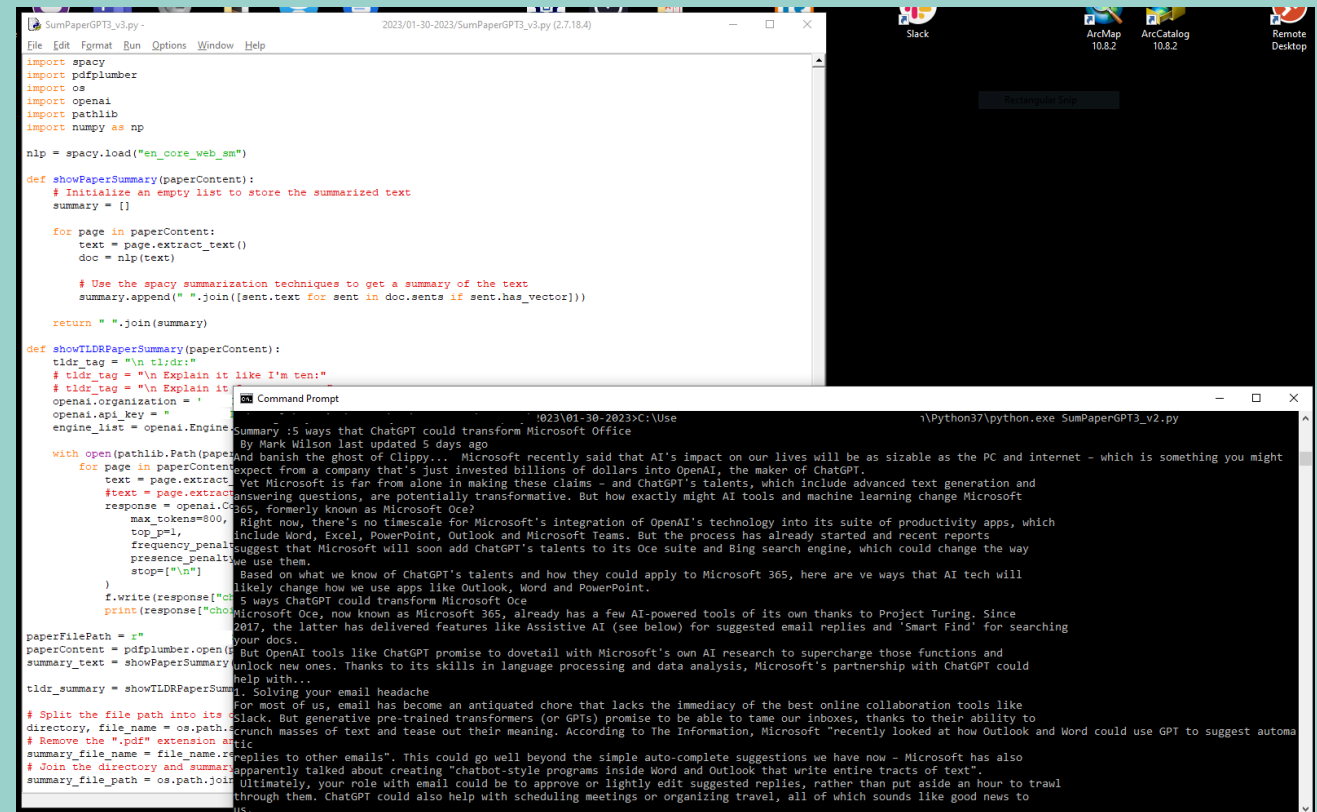 SumPaperGPT3_v3.py -
2023/01-30-2023/SumPaperGPT3_v3.py (2.7.18.4)
File Edit Format Run Options Window Help
import spacy
import pdfplumber
import os
import openai
import pathlib
import numpy as np
nlp = spacy.load("en_core_web_sm")
def showPaperSummary(paperContent):
# Initialize an empty list to store the summarized text
summary = []
for page in paperContent:
text = page.extract_text()
doc = nlp(text)
# Use the spacy summarization techniques to get a summary of the text
summary.append(" ".join([sent.text for sent in doc.sents if sent.has_vector]))
return " ".join(summary)
def showTLDRPaperSummary(paperContent):
tldr_tag = "\n tl;dr:"
# tldr_tag = "\n Explain it like I'm ten:"
# tldr_tag = "\n Explain it
openai.organization = '
openai.api_key = "
engine_list = openai.Engine.
with open(pathlib.Path(paper
for page in paperContent
text = page.extract_
#text = page.extract
response = openai.Co
max_tokens=800,
top_p=1,
frequency_penalt
presence_penalty
stop=["\n"]
)
f.write(response["ch
print(response["choi
paperFilePath = r"
paperContent = pdfplumber.open(p
summary_text = showPaperSummary(
tldr_summary = showTLDRPaperSumm
# Split the file path into its
directory, file_name = os.path.s
# Remove the ".pdf" extension a
summary_file_name = file_name.re
# Join the directory and summary
summary_file_path = os.path.join
Slack
ArcMap 10.8.2
ArcCatalog 10.8.2
Remote Desktop
Rectangular Snip
Command Prompt
2023\01-30-2023>C:\Use \Python37\python.exe SumPaperGPT3_v2.py
Summary :5 ways that ChatGPT could transform Microsoft Office
By Mark Wilson last updated 5 days ago
And banish the ghost of Clippy... Microsoft recently said that AI's impact on our lives will be as sizable as the PC and internet – which is something you might
expect from a company that's just invested billions of dollars into OpenAI, the maker of ChatGPT.
Yet Microsoft is far from alone in making these claims – and ChatGPT's talents, which include advanced text generation and
answering questions, are potentially transformative. But how exactly might AI tools and machine learning change Microsoft
365, formerly known as Microsoft Oce?
Right now, there's no timescale for Microsoft's integration of OpenAI's technology into its suite of productivity apps, which
include Word, Excel, PowerPoint, Outlook and Microsoft Teams. But the process has already started and recent reports
suggest that Microsoft will soon add ChatGPT's talents to its Oce suite and Bing search engine, which could change the way
we use them.
Based on what we know of ChatGPT's talents and how they could apply to Microsoft 365, here are ve ways that AI tech will
likely change how we use apps like Outlook, Word and PowerPoint.
5 ways ChatGPT could transform Microsoft Oce
Microsoft Oce, now known as Microsoft 365, already has a few AI-powered tools of its own thanks to Project Turing. Since
2017, the latter has delivered features like Assistive AI (see below) for suggested email replies and 'Smart Find' for searching
your docs.
But OpenAI tools like ChatGPT promise to dovetail with Microsoft's own AI research to supercharge those functions and
unlock new ones. Thanks to its skills in language processing and data analysis, Microsoft's partnership with ChatGPT could
help with...
1. Solving your email headache
For most of us, email has become an antiquated chore that lacks the immediacy of the best online collaboration tools like
Slack. But generative pre-trained transformers (or GPTs) promise to be able to tame our inboxes, thanks to their ability to
crunch masses of text and tease out their meaning. According to The Information, Microsoft "recently looked at how Outlook and Word could use GPT to suggest automa
tic
replies to other emails". This could go well beyond the simple auto-complete suggestions we have now – Microsoft has also
apparently talked about creating "chatbot-style programs inside Word and Outlook that write entire tracts of text".
Ultimately, your role with email could be to approve or lightly edit suggested replies, rather than put aside an hour to trawl
through them. ChatGPT could also help with scheduling meetings or organizing travel, all of which sounds like good news to
us.